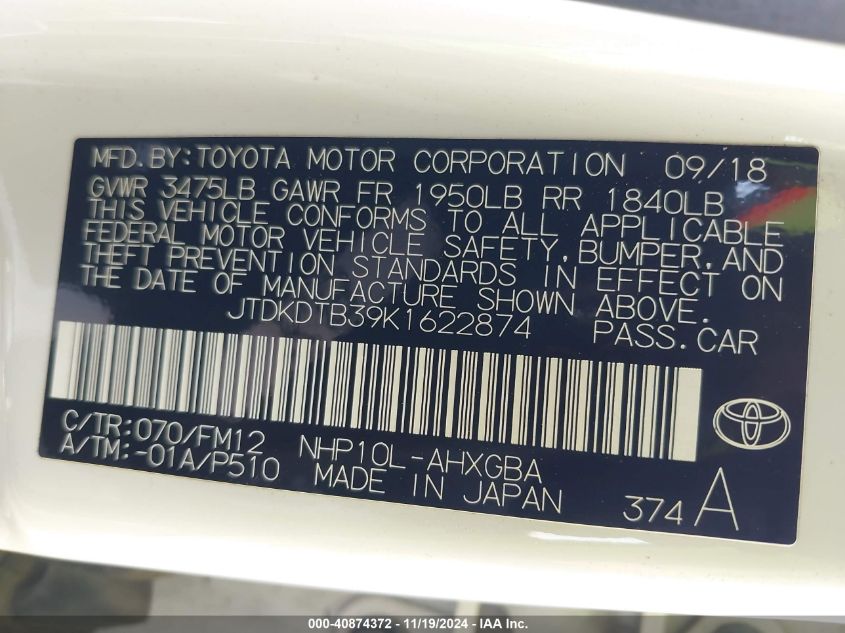 MFD.BY:TOYOTA MOTOR CORPORATION 09/18
GVWR 3475LB GAWR FR 1950LB RR 1840LB
THIS VEHICLE CONFORMS TO ALL APPLICABLE
FEDERAL MOTOR VEHICLE SAFETY,BUMPER,AND
THEFT PREVENTION STANDARDS IN EFFECT ON
THE DATE OF MANUFACTURE SHOWN ABOVE.
JTDKDTB39K1622874 PASS.CAR
C/TR:070/FM12
A/TM:-01A/P510
NHP10L-AHXGBA
MADE IN JAPAN
374A
000-40874372 — 11/19/2024 — IAA Inc.